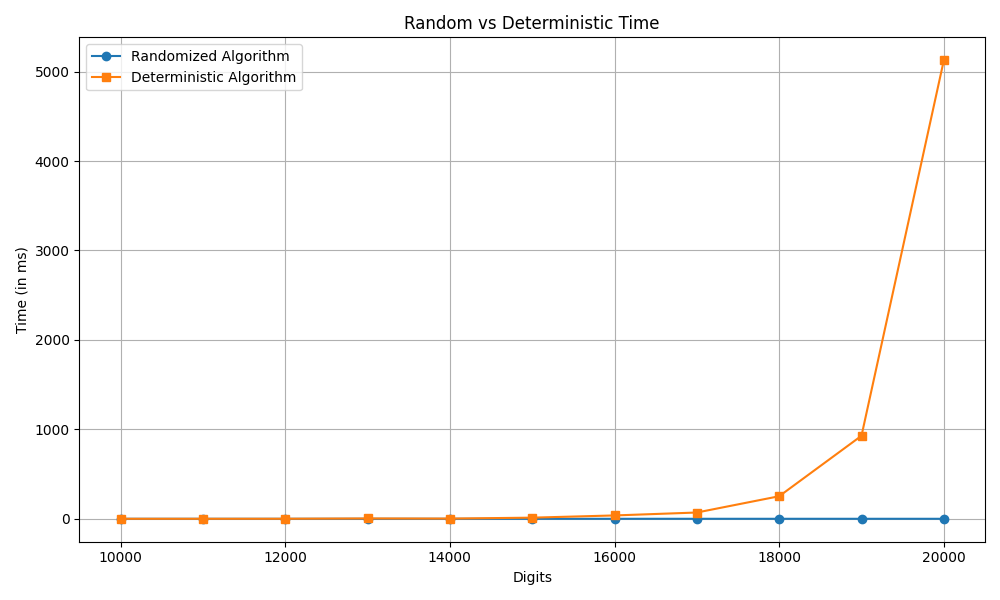 Random vs Deterministic Time
Randomized Algorithm
Deterministic Algorithm
5000
4000
3000
2000
1000
0
Time (in ms)
10000 12000 14000 16000 18000 20000
Digits